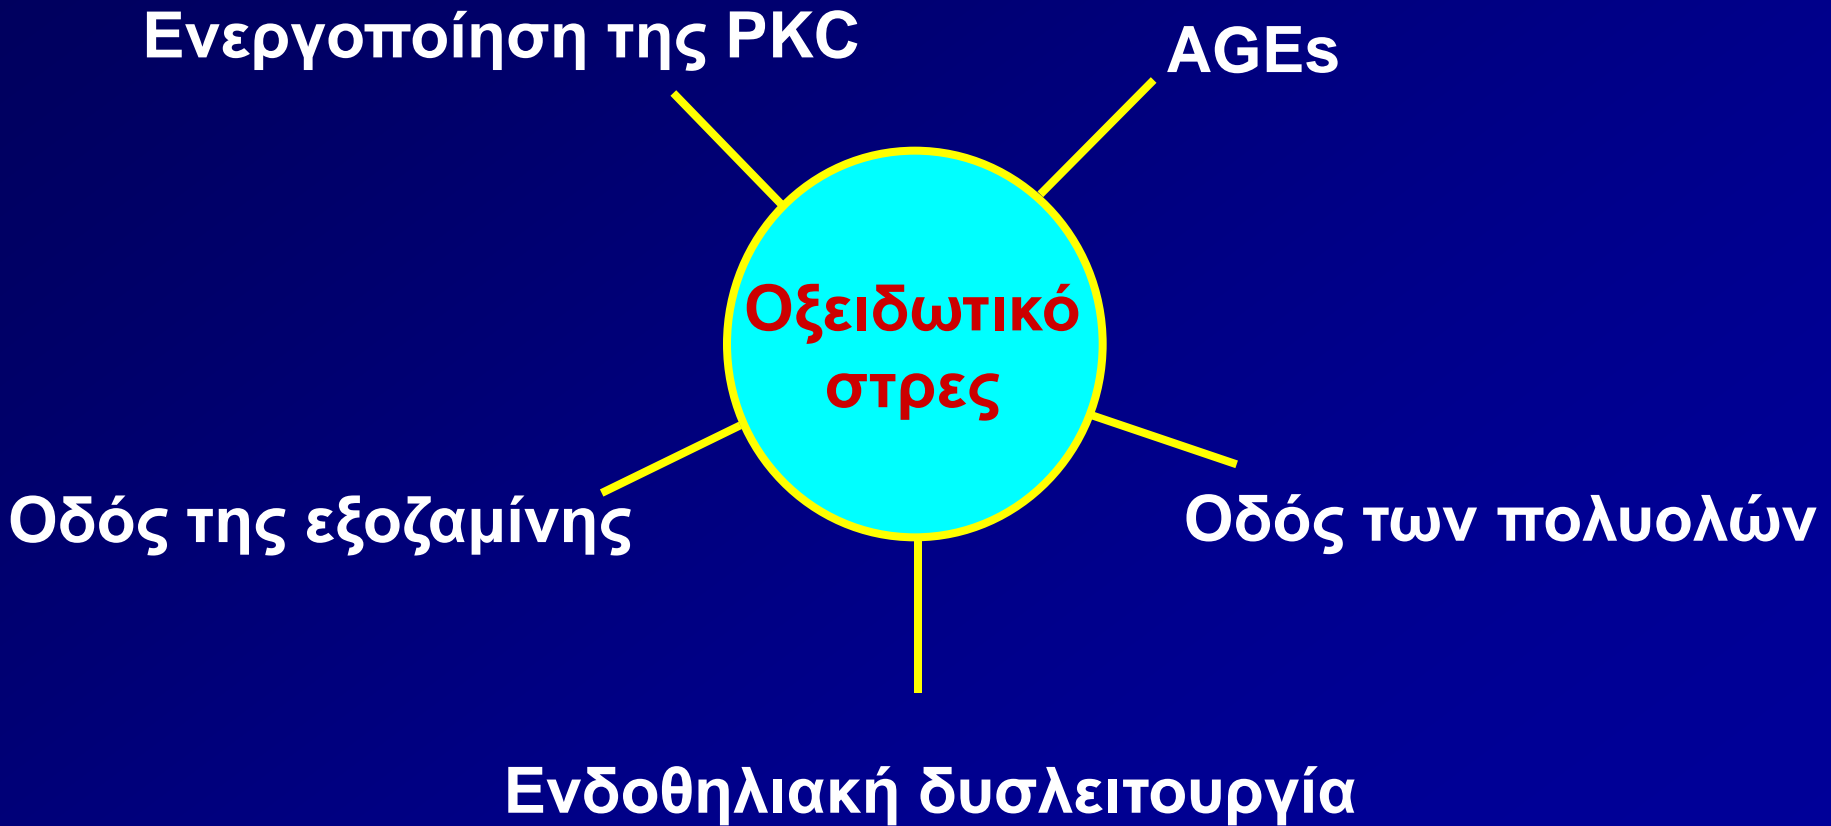 Ενεργοποίηση της PKC
AGEs
Οξειδωτικό
στρες
Οδός της εξοζαμίνης
Οδός των πολυολών
Ενδοθηλιακή δυσλειτουργία